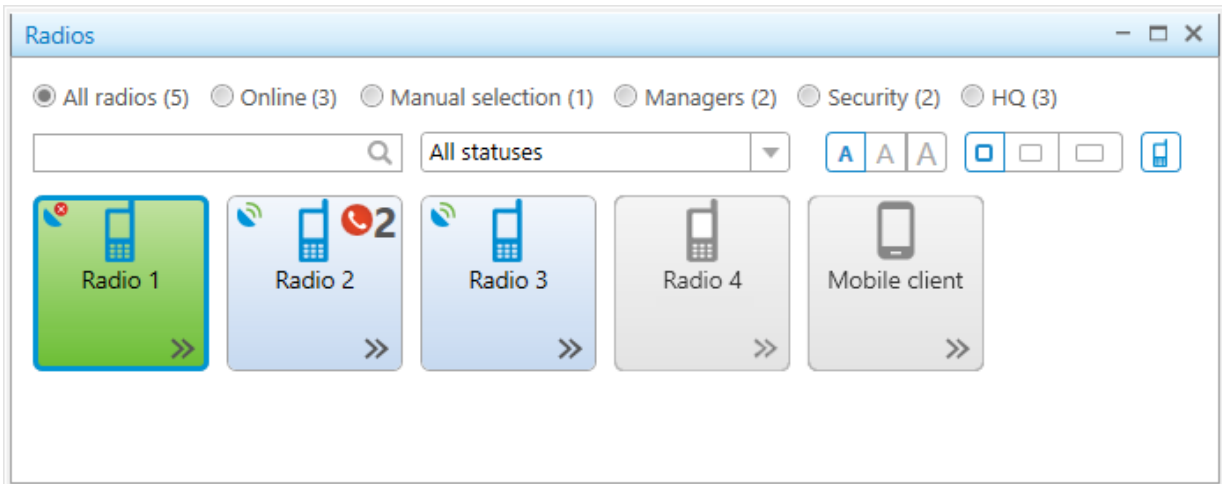 Radios
All radios (5) Online (3) Manual selection (1) Managers (2) Security (2) HQ (3)
All statuses A A A
2
Radio 1 Radio 2 Radio 3 Radio 4 Mobile client